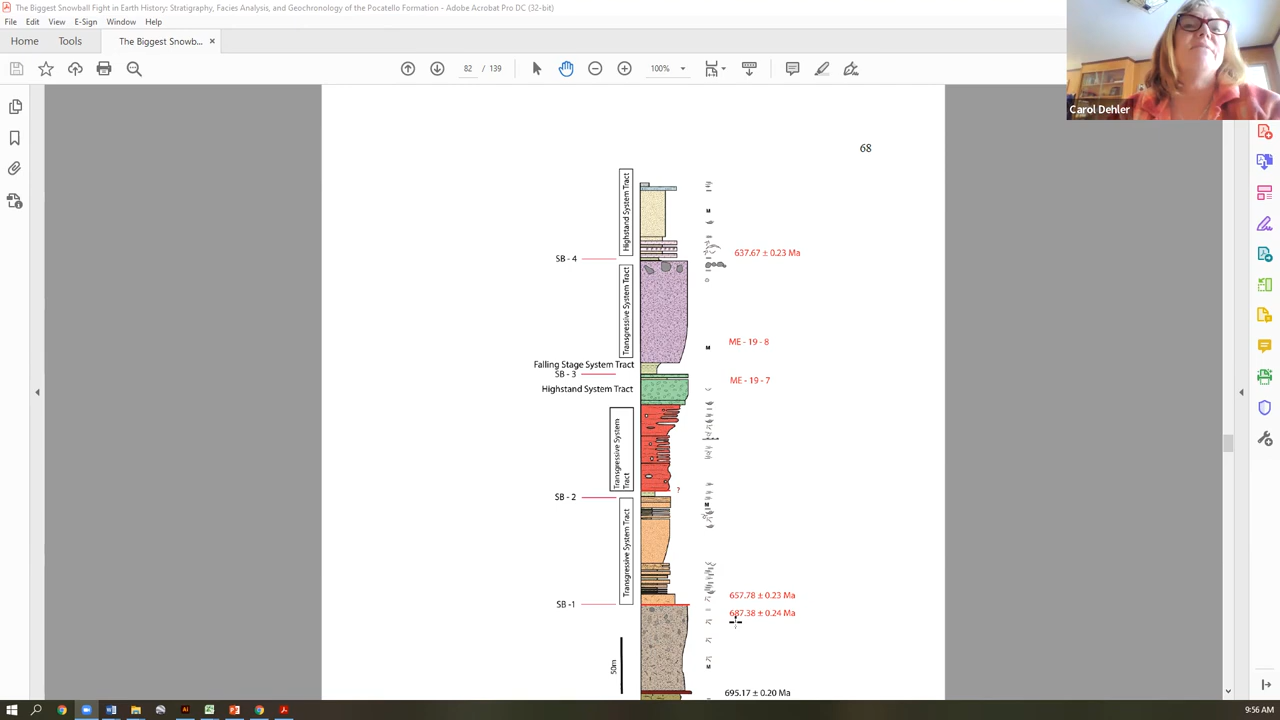 The Biggest Snowball Fight in Earth History: Stratigraphy, Facies Analysis, and Geochronology of the Pocatello Formation - Adobe Acrobat Pro DC (32-bit)
File Edit View E-Sign Window Help
Home Tools The Biggest Snowb...
82 / 139 100%
Carol Dehler
68
Highstand System Tract
M
SB - 4
637.67 ± 0.23 Ma
Transgressive System Tract
ME - 19 - 8
M
Falling Stage System Tract
SB - 3
ME - 19 - 7
Highstand System Tract
Transgressive System
Tract
?
SB - 2
M
Transgressive System Tract
657.78 ± 0.23 Ma
SB -1
687.38 ± 0.24 Ma
50m
M
695.17 ± 0.20 Ma
9:56 AM